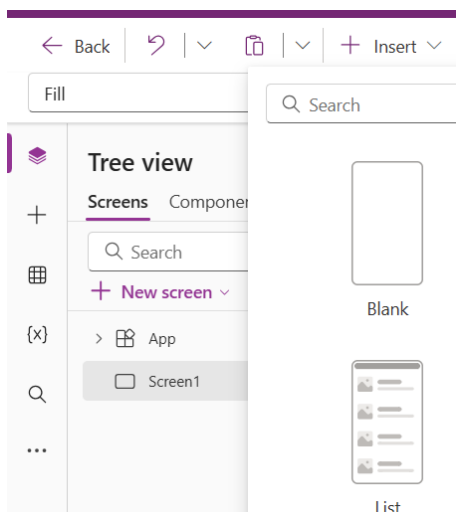 Back
Insert
Fill
Search
Tree view
Screens
Search
New screen
Blank
{x}
App
Screen1
List